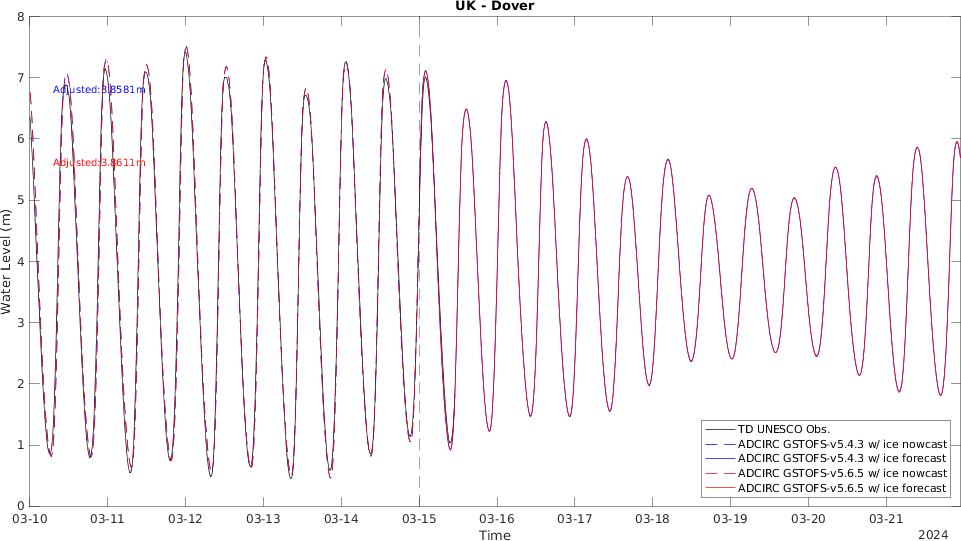 UK - Dover
8
7
6
5
4
3
2
1
0
Water Level (m)
Adjusted:3.8581m
Adjusted:3.8611m
TD UNESCO Obs.
ADCIRC GSTOFS-v5.4.3 w/ ice nowcast
ADCIRC GSTOFS-v5.4.3 w/ ice forecast
ADCIRC GSTOFS-v5.6.5 w/ ice nowcast
ADCIRC GSTOFS-v5.6.5 w/ ice forecast
03-10 03-11 03-12 03-13 03-14 03-15 03-16 03-17 03-18 03-19 03-20 03-21
Time
2024